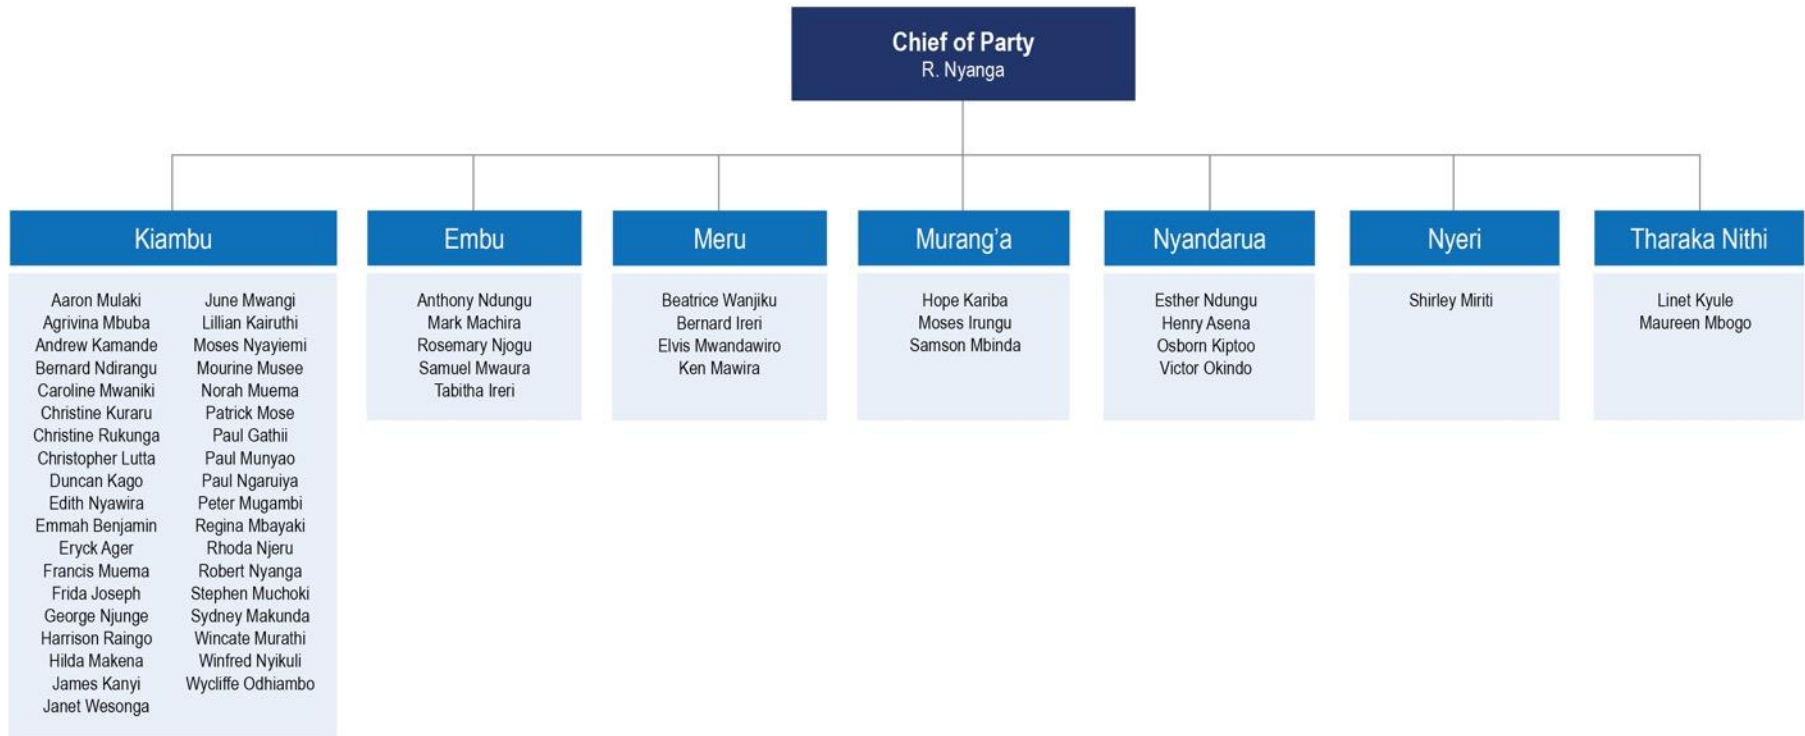 Chief of Party
R. Nyanga
Kiambu
Aaron Mulaki
Agrivina Mbuba
Andrew Kamande
Bernard Ndirangu
Caroline Mwaniki
Christine Kuraru
Christine Rukunga
Christopher Lutta
Duncan Kago
Edith Nyawira
Emmah Benjamin
Eryck Ager
Francis Muema
Frida Joseph
George Njunge
Harrison Raingo
Hilda Makena
James Kanyi
Janet Wesonga
June Mwangi
Lillian Kairuthi
Moses Nyayiemi
Mourine Musee
Norah Muema
Patrick Mose
Paul Gathii
Paul Munyao
Paul Ngaruiya
Peter Mugambi
Regina Mbayaki
Rhoda Njeru
Robert Nyanga
Stephen Muchoki
Sydney Makunda
Wincate Murathi
Winfred Nyikuli
Wycliffe Odhiambo
Embu
Anthony Ndungu
Mark Machira
Rosemary Njogu
Samuel Mwaura
Tabitha Ireri
Meru
Beatrice Wanjiku
Bernard Ireri
Elvis Mwandawiro
Ken Mawira
Murang’a
Hope Kariba
Moses Irungu
Samson Mbinda
Nyandarua
Esther Ndungu
Henry Asena
Osborn Kiptoo
Victor Okindo
Nyeri
Shirley Miriti
Tharaka Nithi
Linet Kyule
Maureen Mbogo